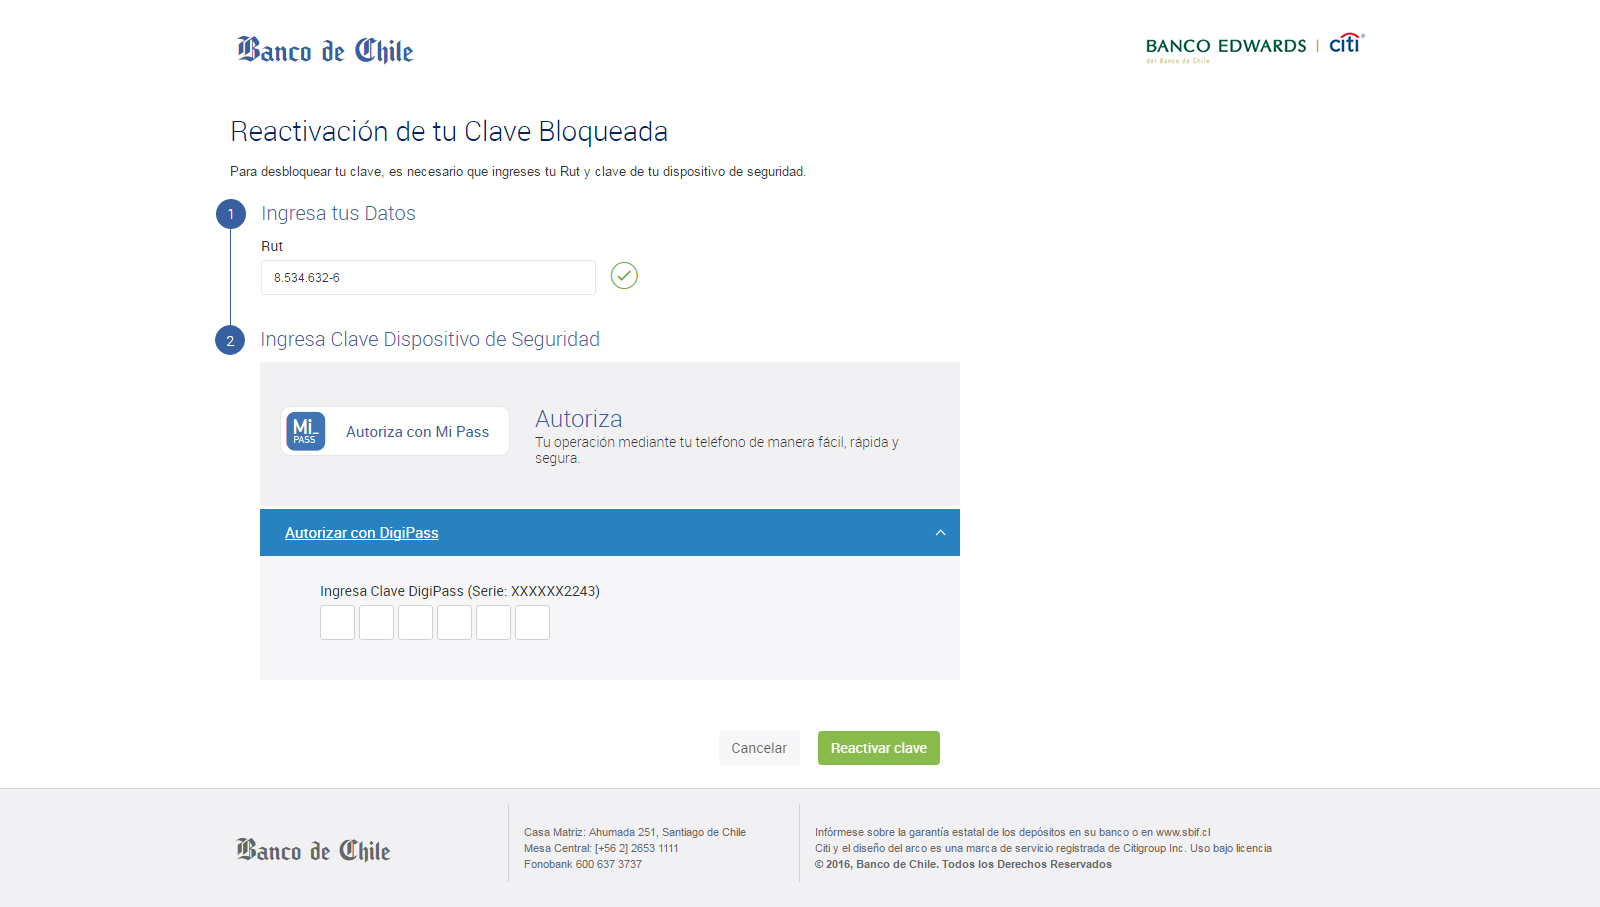 Banco de Chile
BANCO EDWARDS | citi®
del Banco de Chile
Reactivación de tu Clave Bloqueada
Para desbloquear tu clave, es necesario que ingreses tu Rut y clave de tu dispositivo de seguridad.
1 Ingresa tus Datos
Rut
8.534.632-6
2 Ingresa Clave Dispositivo de Seguridad
Mi_
PASS
Autoriza con Mi Pass
Autoriza
Tu operación mediante tu teléfono de manera fácil, rápida y
segura.
Autorizar con DigiPass
Ingresa Clave DigiPass (Serie: XXXXXX2243)
Cancelar
Reactivar clave
Banco de Chile
Casa Matriz: Ahumada 251, Santiago de Chile
Mesa Central: [+56 2] 2653 1111
Fonobank 600 637 3737
Infórmese sobre la garantía estatal de los depósitos en su banco o en www.sbif.cl
Citi y el diseño del arco es una marca de servicio registrada de Citigroup Inc. Uso bajo licencia
© 2016, Banco de Chile. Todos los Derechos Reservados